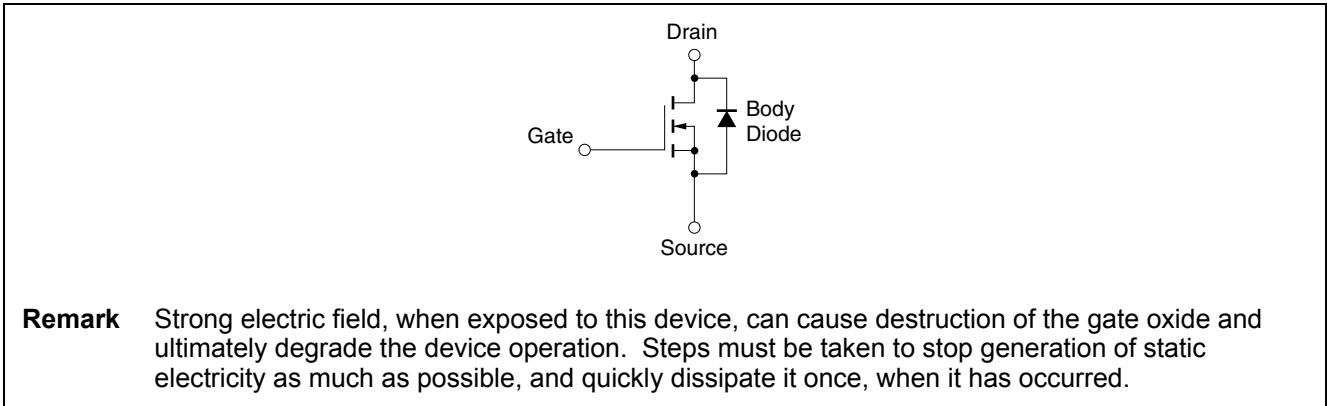 Drain
Body
Diode
Gate
Source
Remark Strong electric field, when exposed to this device, can cause destruction of the gate oxide and
ultimately degrade the device operation. Steps must be taken to stop generation of static
electricity as much as possible, and quickly dissipate it once, when it has occurred.